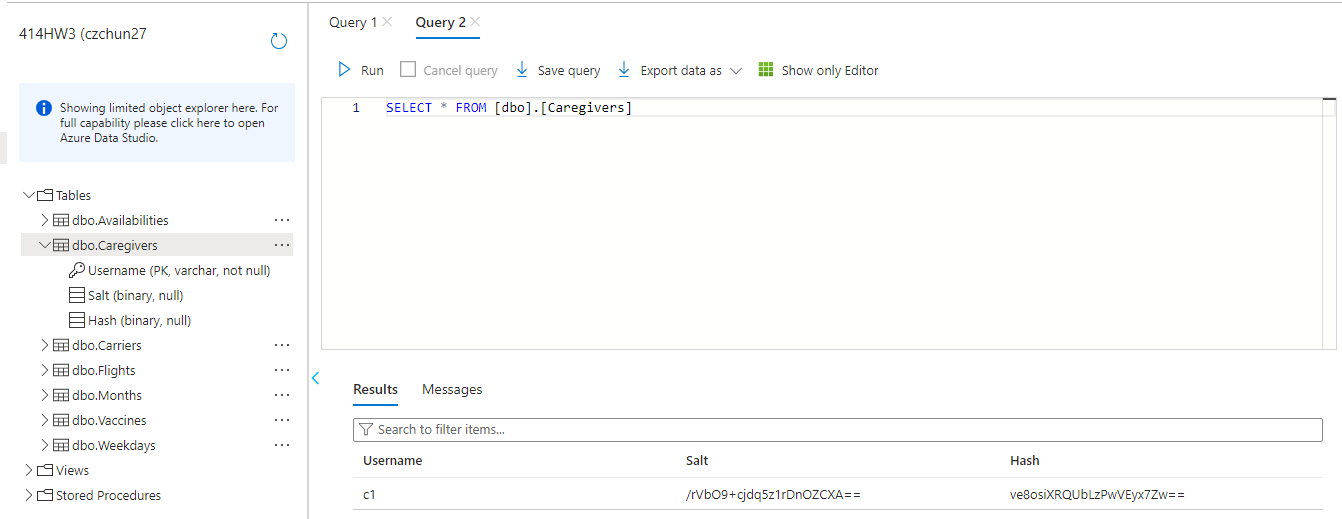 414HW3 (czchun27
Showing limited object explorer here. For
full capability please click here to open
Azure Data Studio.
Tables
dbo.Availabilities
dbo.Caregivers
Username (PK, varchar, not null)
Salt (binary, null)
Hash (binary, null)
dbo.Carriers
dbo.Flights
dbo.Months
dbo.Vaccines
dbo.Weekdays
Views
Stored Procedures
Query 1 Query 2
Run Cancel query Save query Export data as Show only Editor
1 SELECT * FROM [dbo].[Caregivers]
Results Messages
Search to filter items...
Username Salt Hash
c1 /rVbO9+cjdq5z1rDnOZCXA== ve8osiXRQUbLzPwVEyx7Zw==